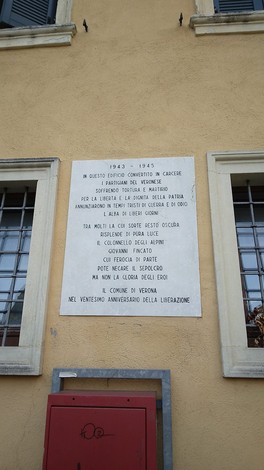 1943 - 1945
IN QUESTO EDIFICIO CONVERTITO IN CARCERE
I PARTIGIANI DEL VERONESE
SOFFRENDO TORTURA E MARTIRIO
PER LA LIBERTÀ E LA DIGNITÀ DELLA PATRIA
ANNUNZIARONO IN TEMPI TRISTI DI GUERRA E DI ODIO
L'ALBA DI LIBERI GIORNI
TRA MOLTI LA CUI SORTE RESTÒ OSCURA
RISPLENDE DI PURA LUCE
IL COLONNELLO DEGLI ALPINI
GIOVANNI FINCATO
CUI FEROCIA DI PARTE
POTÈ NEGARE IL SEPOLCRO
MA NON LA GLORIA DEGLI EROI
IL COMUNE DI VERONA
NEL VENTESIMO ANNIVERSARIO DELLA LIBERAZIONE